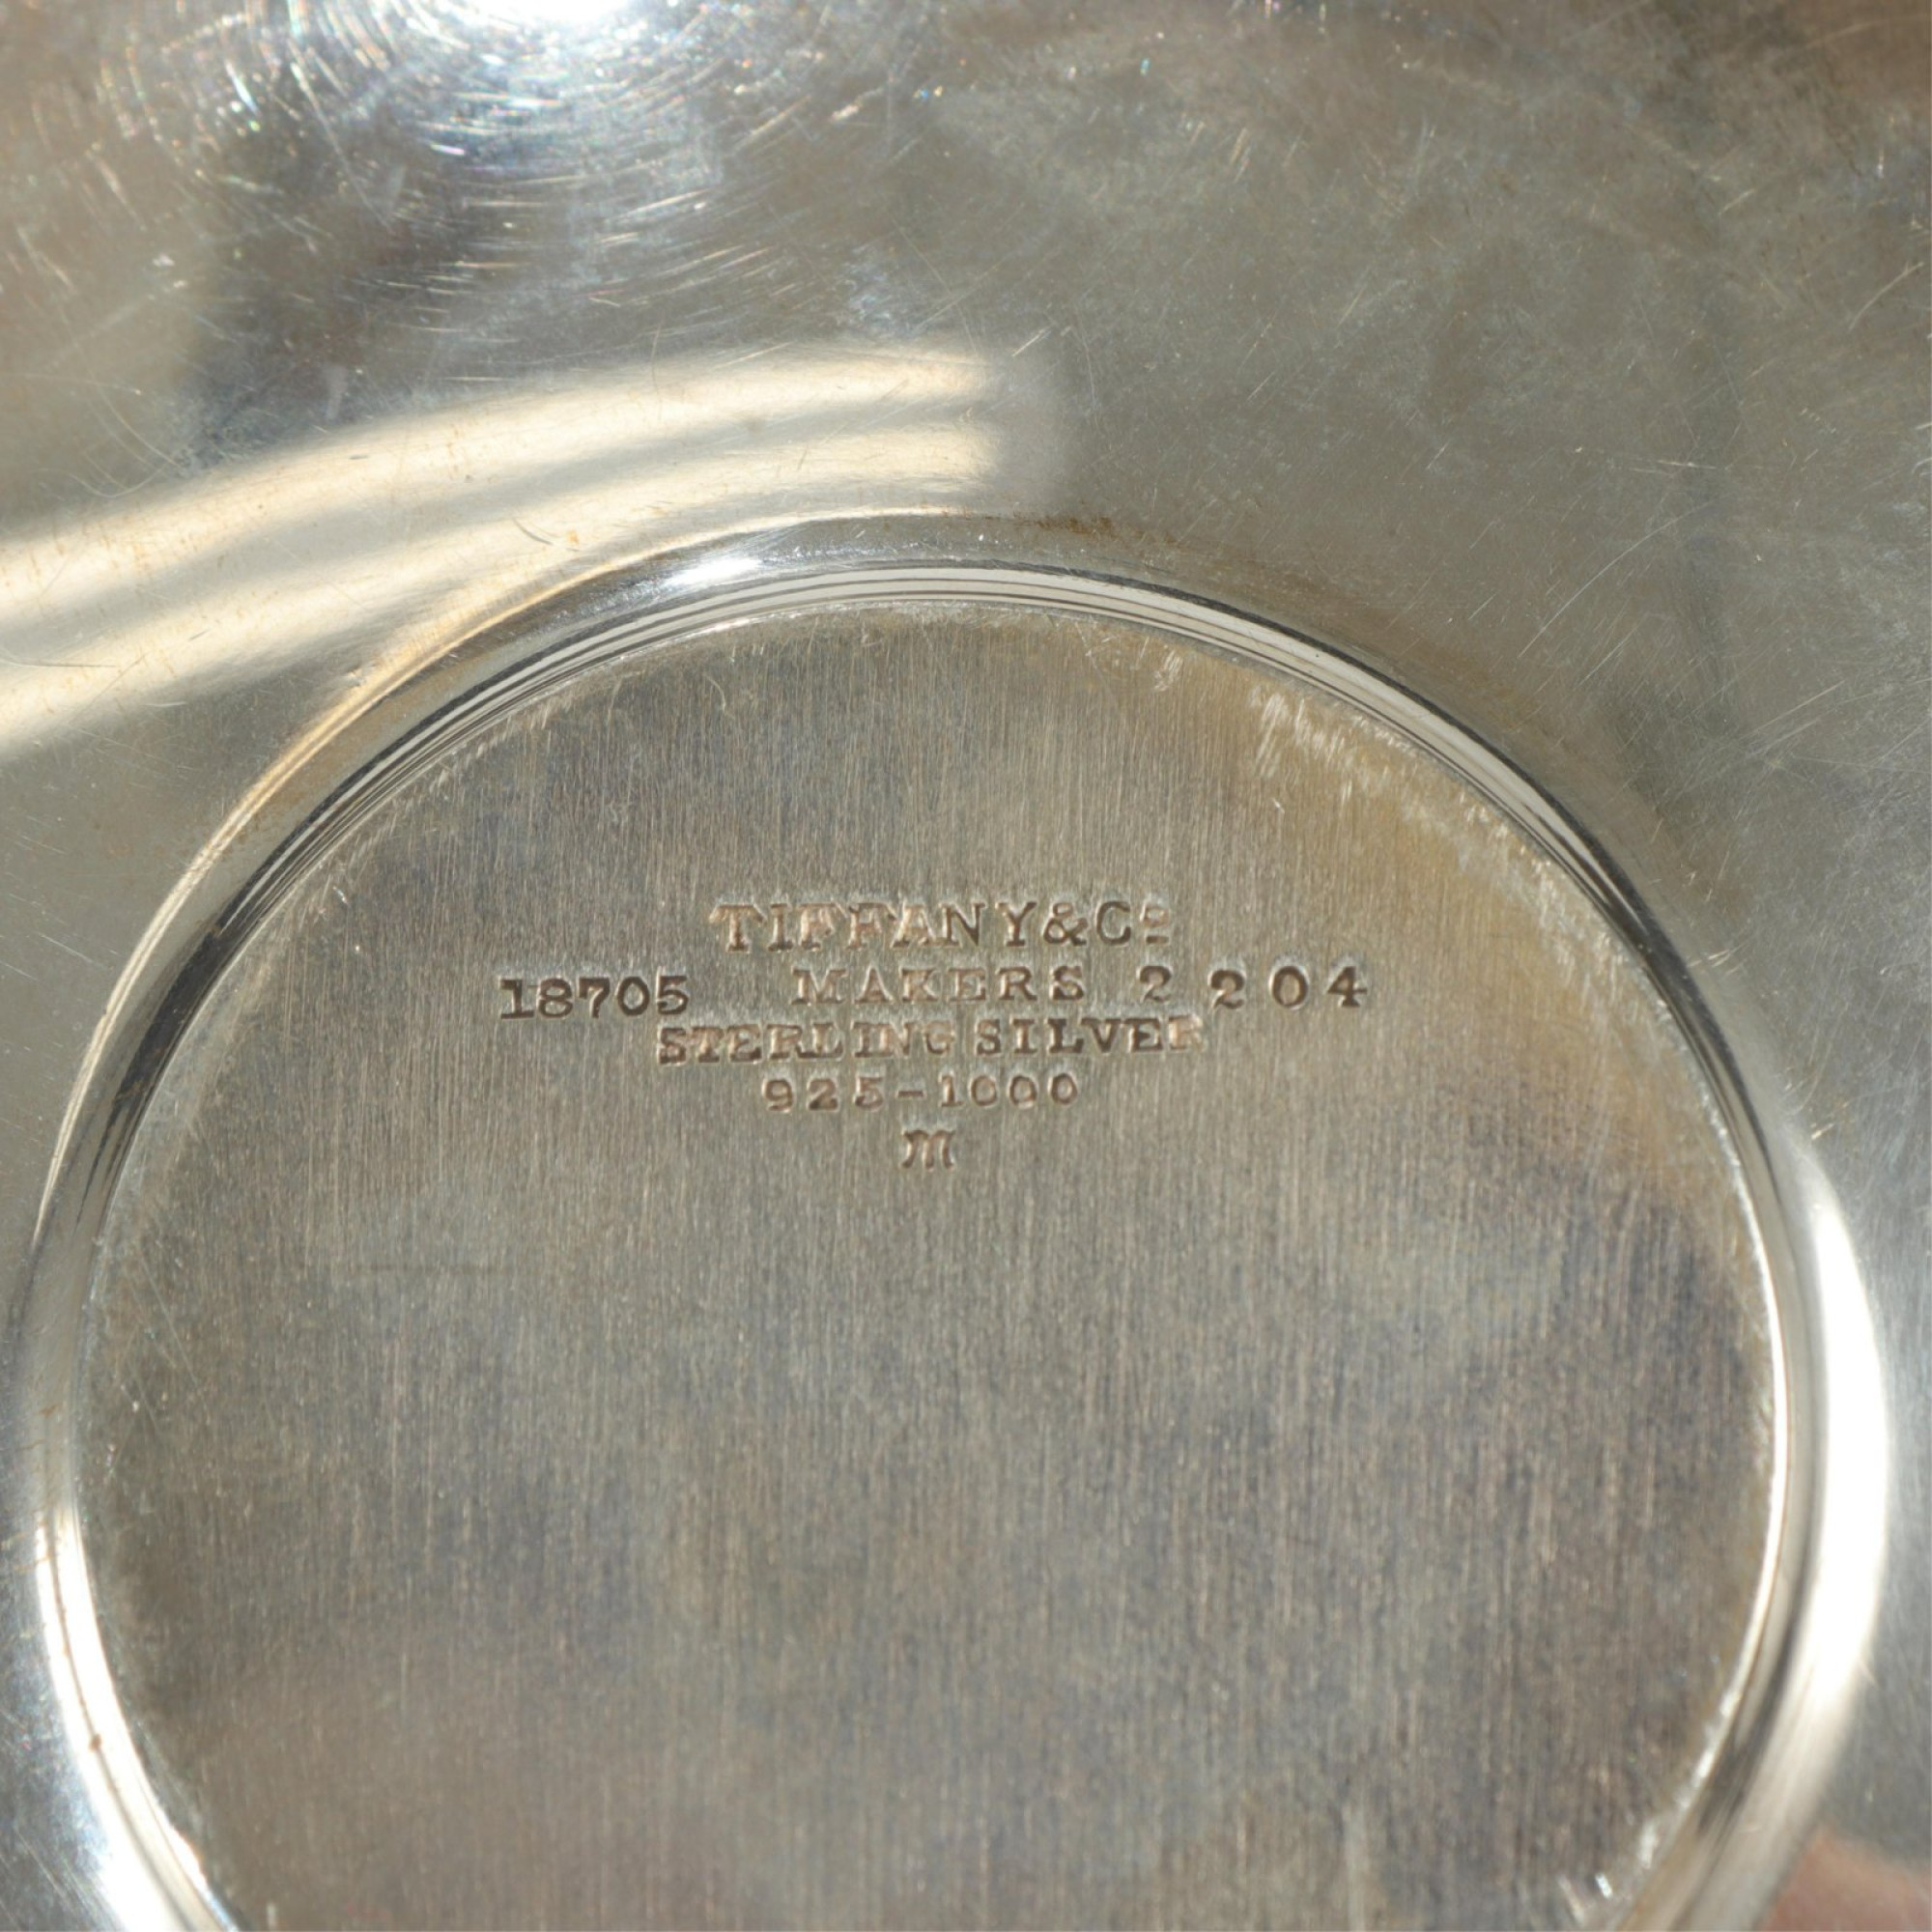 TIFFANY & Co
18705 MAKERS 2204
STERLING SILVER
925-1000
M